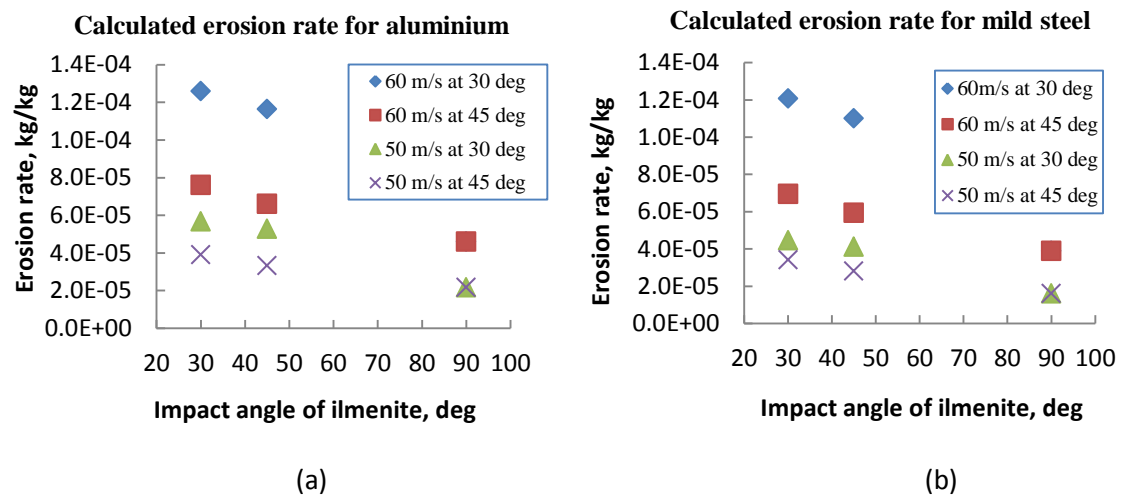 Calculated erosion rate for aluminium
Erosion rate, kg/kg
1.4E-04
1.2E-04
1.0E-04
8.0E-05
6.0E-05
4.0E-05
2.0E-05
0.0E+00
60 m/s at 30 deg
60 m/s at 45 deg
50 m/s at 30 deg
50 m/s at 45 deg
20 30 40 50 60 70 80 90 100
Impact angle of ilmenite, deg
(a)
Calculated erosion rate for mild steel
Erosion rate, kg/kg
1.4E-04
1.2E-04
1.0E-04
8.0E-05
6.0E-05
4.0E-05
2.0E-05
0.0E+00
60m/s at 30 deg
60 m/s at 45 deg
50 m/s at 30 deg
50 m/s at 45 deg
20 30 40 50 60 70 80 90 100
Impact angle of ilmenite, deg
(b)